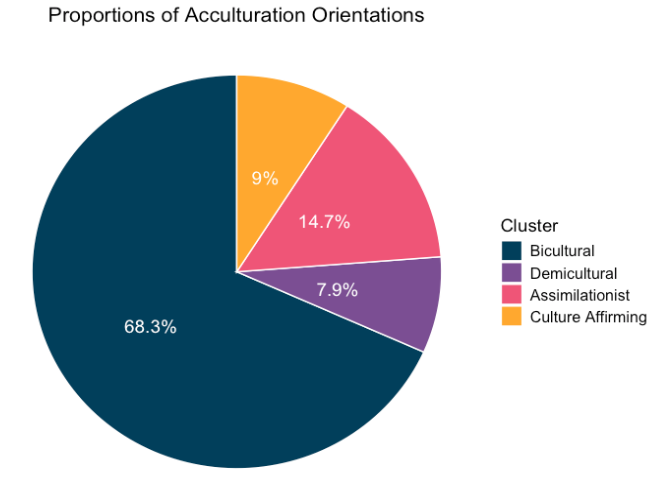 Proportions of Acculturation Orientations
9%
14.7%
7.9%
68.3%
Cluster
Bicultural
Demicultural
Assimilationist
Culture Affirming